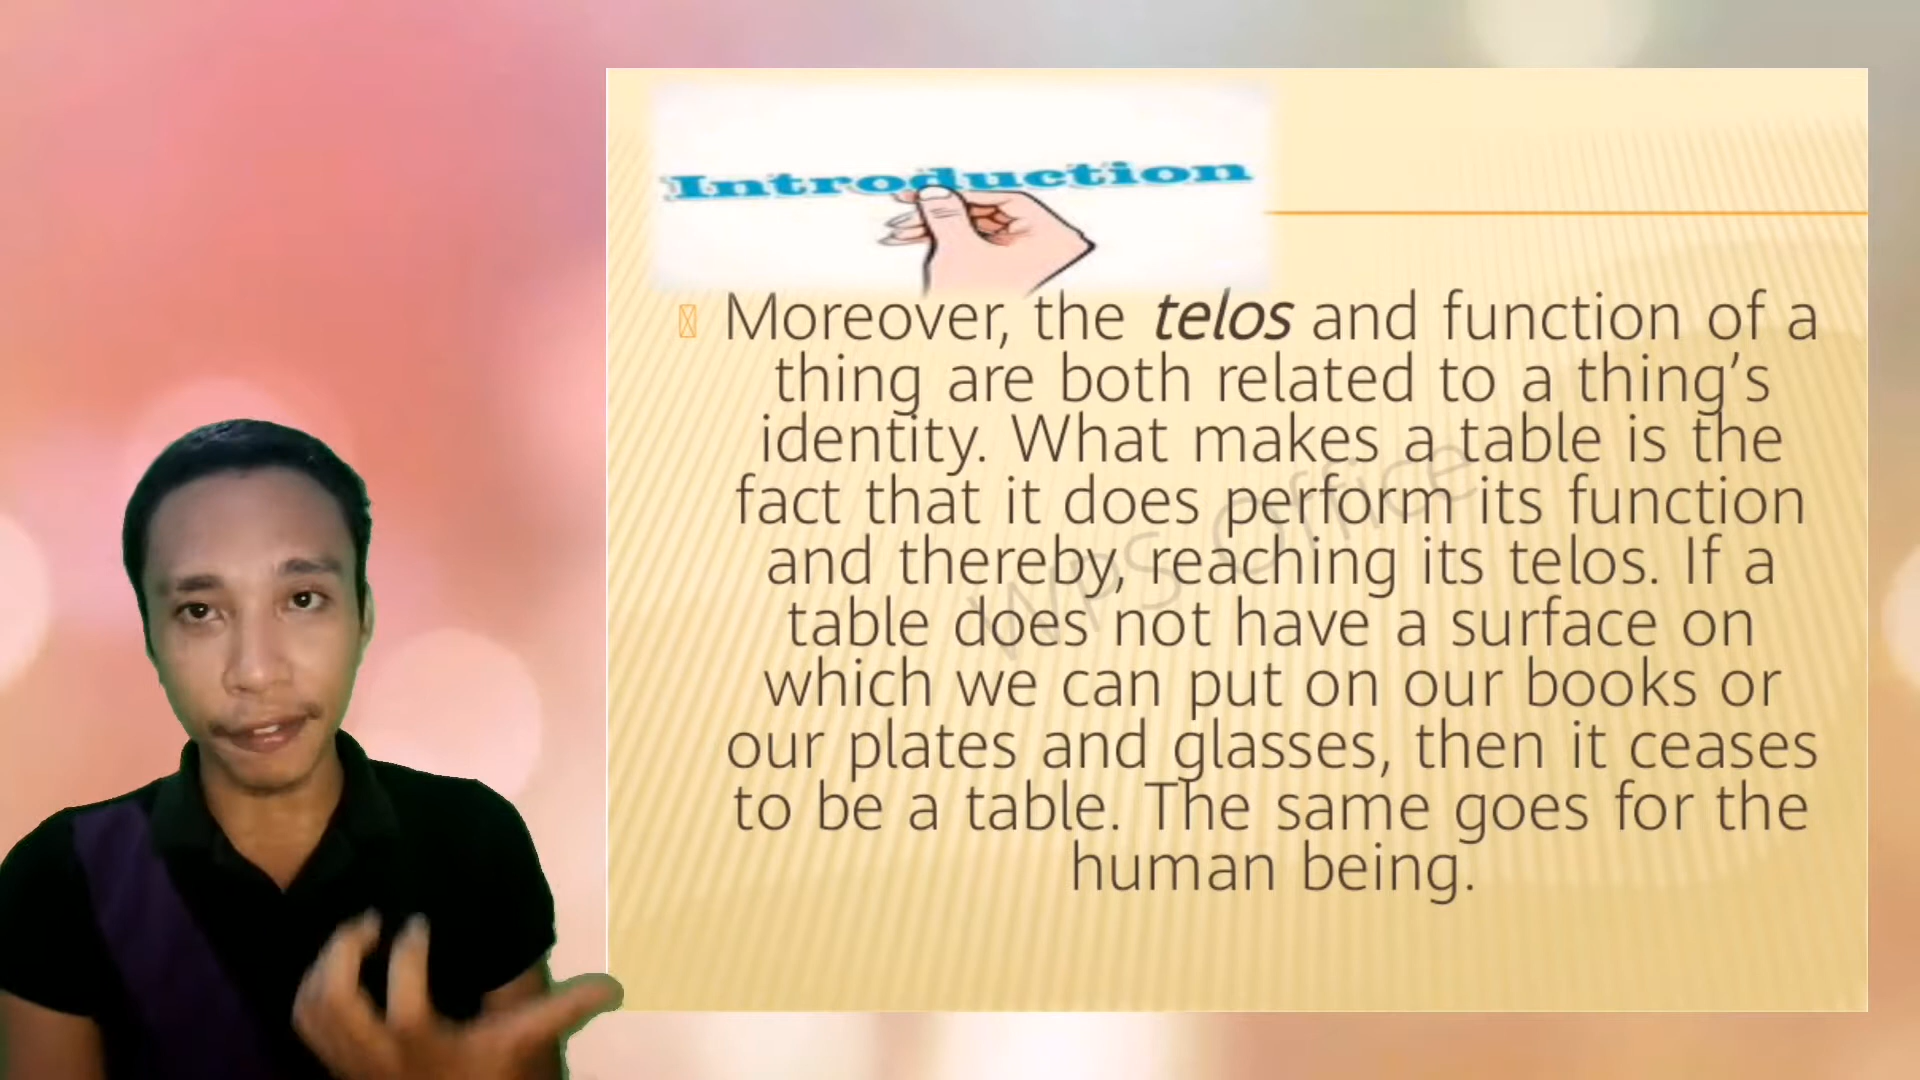 Introduction
Moreover, the telos and function of a
thing are both related to a thing’s
identity. What makes a table is the
fact that it does perform its function
and thereby, reaching its telos. If a
table does not have a surface on
which we can put on our books or
our plates and glasses, then it ceases
to be a table. The same goes for the
human being.
WPS Office